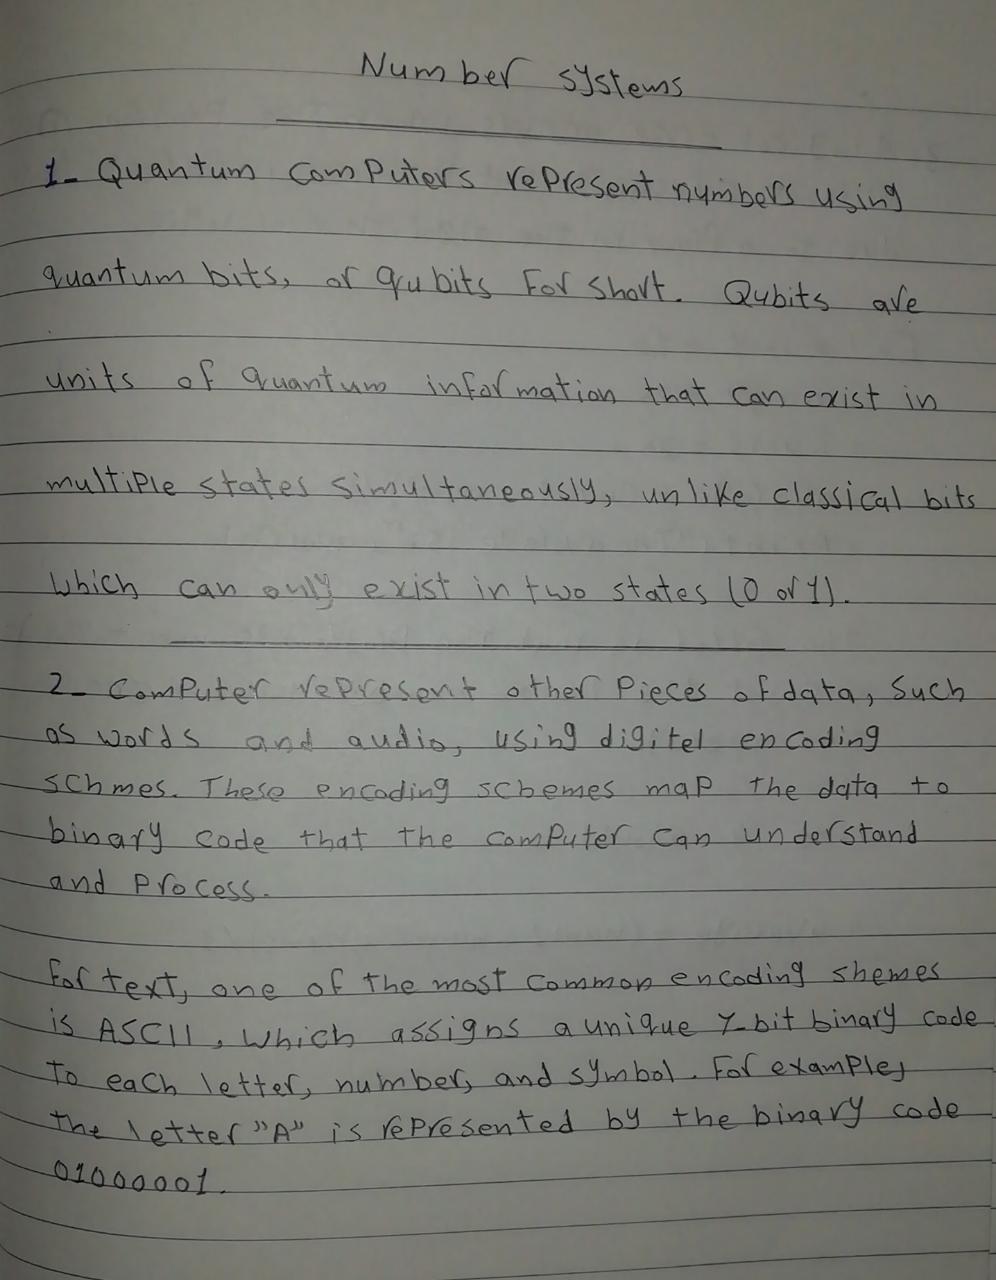 Number systems
1- Quantum computers represent numbers using
quantum bits, or qubits For short. Qubits are
units of quantum information that can exist in
multiple states simultaneously, unlike classical bits
which can only exist in two states (0 or 1).
2- Computer represent other Pieces of data, such
as words and audio, using digitel encoding
schmes. These encoding schemes map the data to
binary code that the computer can understand
and Process.
For text, one of the most common encoding shemes
is ASCII, which assigns a unique 7-bit binary code
to each letter, number, and symbol. For example,
the letter "A" is represented by the binary code
01000001.